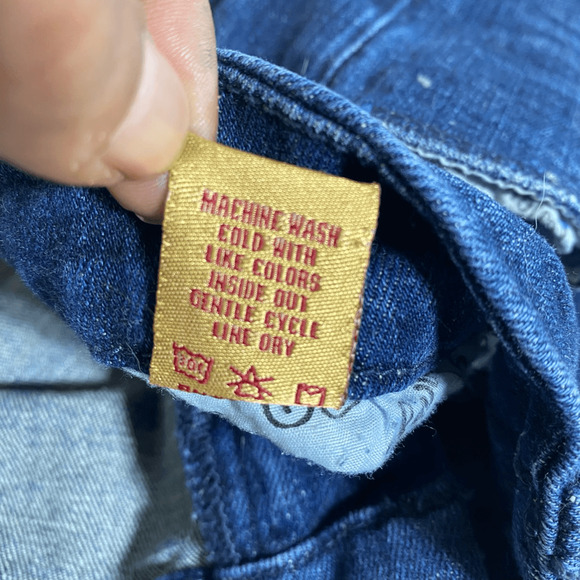 MACHINE WASH
COLD WITH
LIKE COLORS
INSIDE OUT
GENTLE CYCLE
LINE DRY